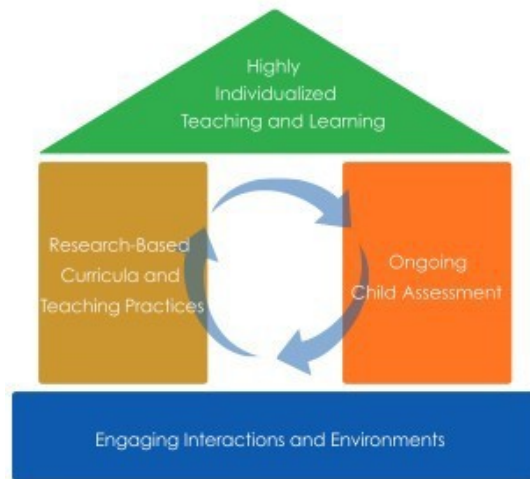 Highly
Individualized
Teaching and Learning
Research-Based
Curricula and
Teaching Practices
Ongoing
Child Assessment
Engaging Interactions and Environments